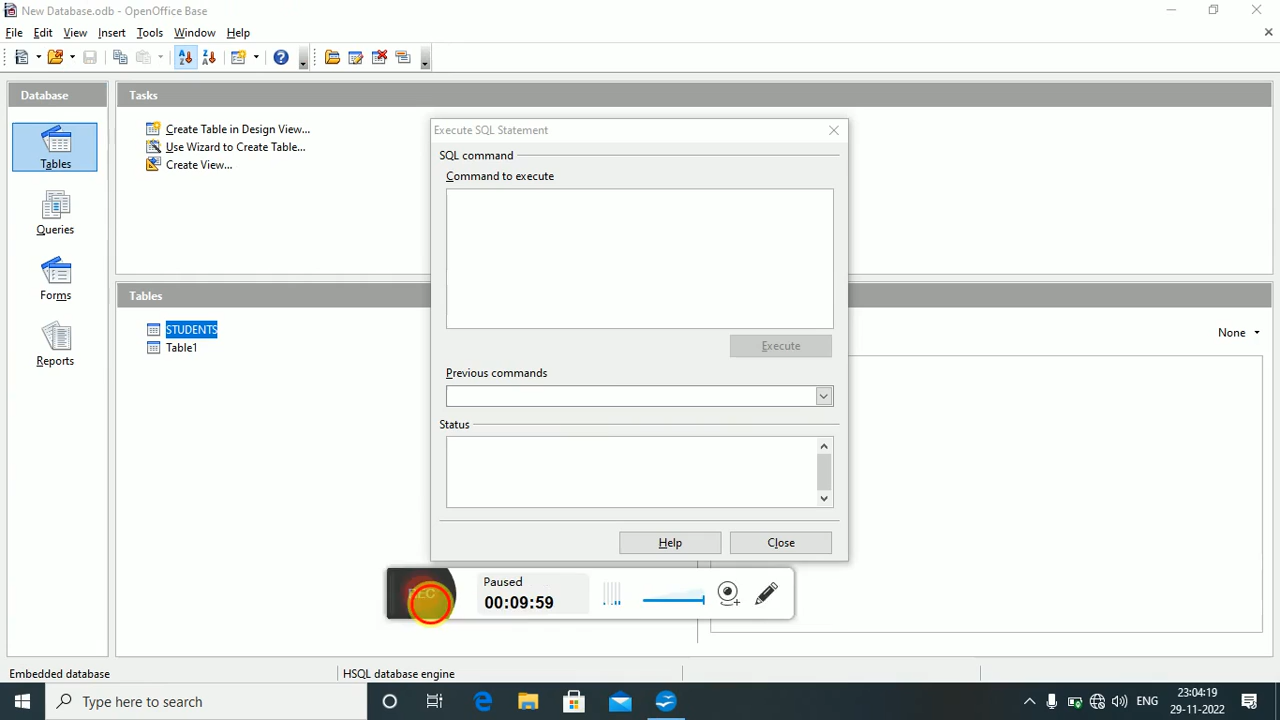 New Database.odb - OpenOffice Base
File Edit View Insert Tools Window Help
Database
Tables
Queries
Forms
Reports
Tasks
Create Table in Design View...
Use Wizard to Create Table...
Create View...
Tables
STUDENTS
Table1
None
Execute SQL Statement
SQL command
Command to execute
Execute
Previous commands
Status
Help Close
REC
Paused
00:09:59
Embedded database HSQL database engine
Type here to search
ENG
23:04:19
29-11-2022